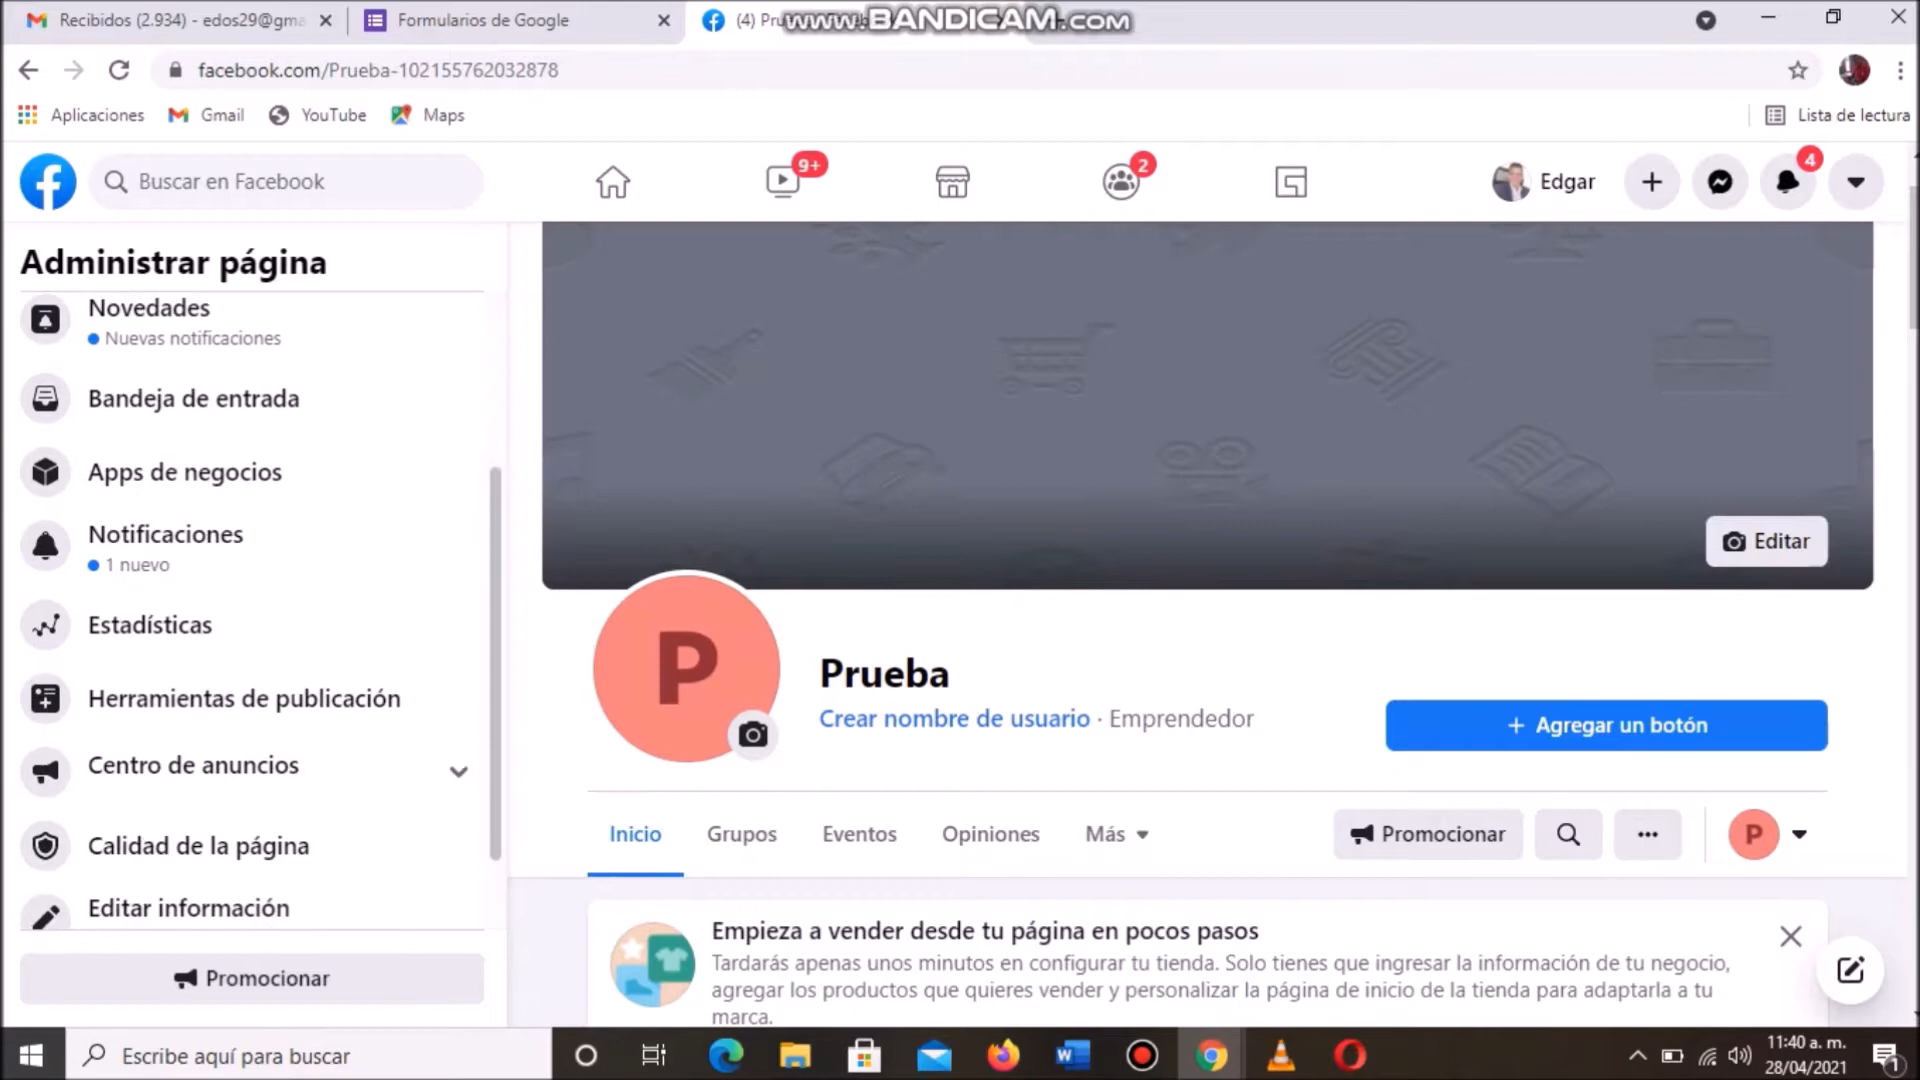 Recibidos (2.934) - edos29@gma
Formularios de Google
(4) Pru
www.BANDICAM.com
facebook.com/Prueba-102155762032878
Aplicaciones
Gmail
YouTube
Maps
Lista de lectura
Buscar en Facebook
9+
2
Edgar
4
Administrar página
Novedades
Nuevas notificaciones
Bandeja de entrada
Apps de negocios
Notificaciones
1 nuevo
Estadísticas
Herramientas de publicación
Centro de anuncios
Calidad de la página
Editar información
Promocionar
Editar
P
Prueba
Crear nombre de usuario · Emprendedor
+ Agregar un botón
Inicio
Grupos
Eventos
Opiniones
Más
Promocionar
P
Empieza a vender desde tu página en pocos pasos
Tardarás apenas unos minutos en configurar tu tienda. Solo tienes que ingresar la información de tu negocio,
agregar los productos que quieres vender y personalizar la página de inicio de la tienda para adaptarla a tu
marca.
Escribe aquí para buscar
11:40 a. m.
28/04/2021
1